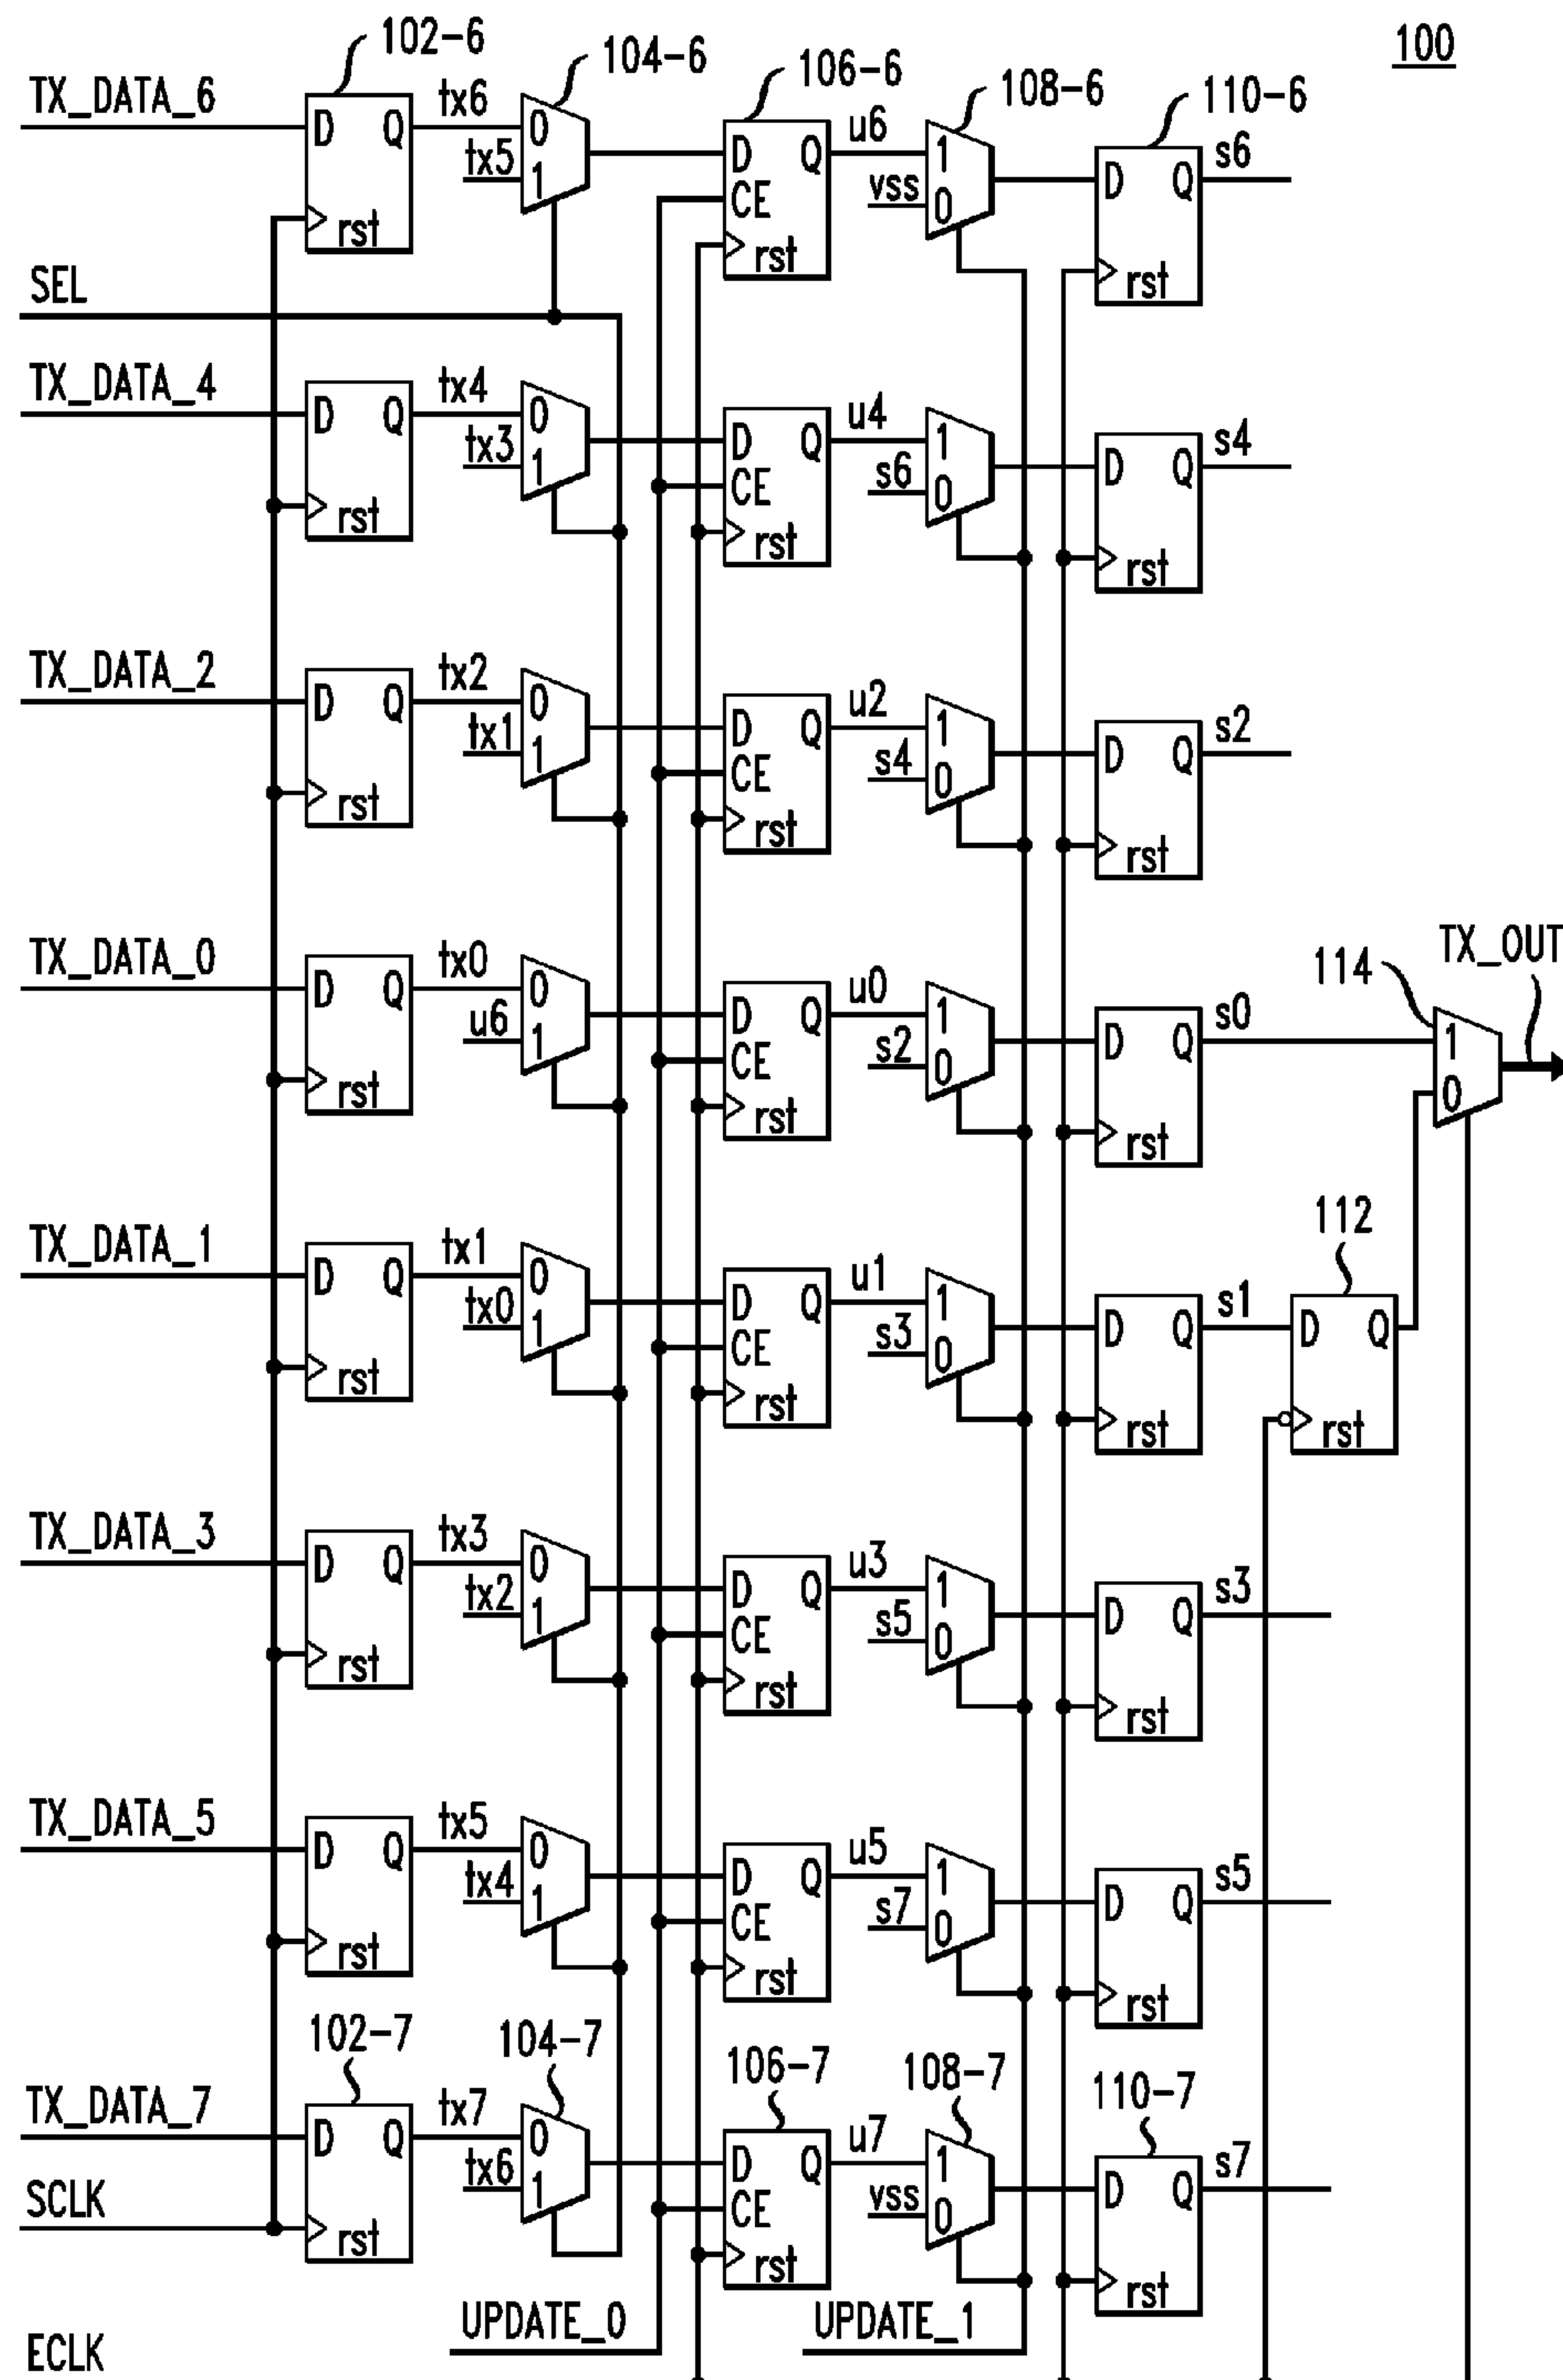 100
102-6
104-6
106-6
108-6
110-6
TX_DATA_6
D Q
rst
tx6
tx5
0
1
D Q
CE
rst
u6
vss
1
0
D Q
rst
s6
SEL
TX_DATA_4
D Q
rst
tx4
tx3
0
1
D Q
CE
rst
u4
s6
1
0
D Q
rst
s4
TX_DATA_2
D Q
rst
tx2
tx1
0
1
D Q
CE
rst
u2
s4
1
0
D Q
rst
s2
TX_DATA_0
D Q
rst
tx0
u6
0
1
D Q
CE
rst
u0
s2
1
0
D Q
rst
s0
114
1
0
TX_OUT
TX_DATA_1
D Q
rst
tx1
tx0
0
1
D Q
CE
rst
u1
s3
1
0
D Q
rst
s1
112
D Q
rst
TX_DATA_3
D Q
rst
tx3
tx2
0
1
D Q
CE
rst
u3
s5
1
0
D Q
rst
s3
TX_DATA_5
D Q
rst
tx5
tx4
0
1
D Q
CE
rst
u5
s7
1
0
D Q
rst
s5
102-7
104-7
106-7
108-7
110-7
TX_DATA_7
D Q
rst
tx7
tx6
0
1
D Q
CE
rst
u7
vss
1
0
D Q
rst
s7
SCLK
UPDATE_0
UPDATE_1
ECLK